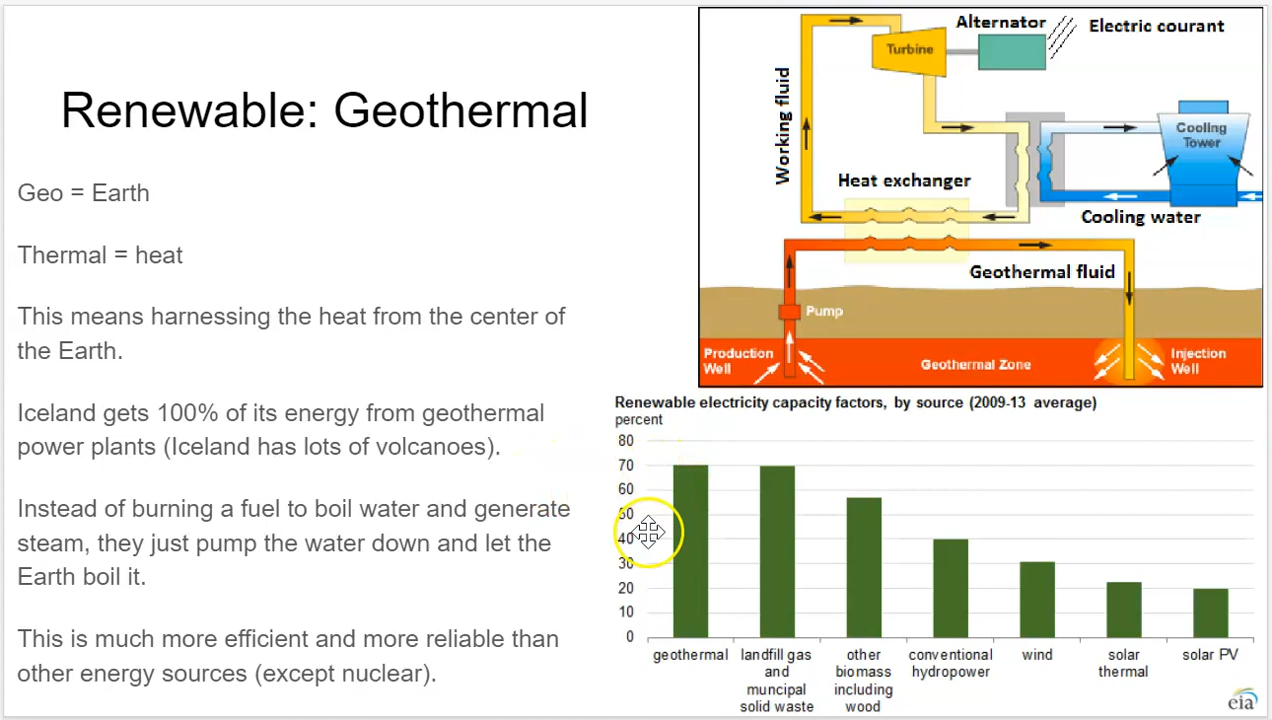 Renewable: Geothermal
Geo = Earth
Thermal = heat
This means harnessing the heat from the center of
the Earth.
Iceland gets 100% of its energy from geothermal
power plants (Iceland has lots of volcanoes).
Instead of burning a fuel to boil water and generate
steam, they just pump the water down and let the
Earth boil it.
This is much more efficient and more reliable than
other energy sources (except nuclear).
Alternator
Electric courant
Turbine
Working fluid
Cooling
Tower
Heat exchanger
Cooling water
Geothermal fluid
Pump
Production
Well
Geothermal Zone
Injection
Well
Renewable electricity capacity factors, by source (2009-13 average)
percent
80
70
60
50
40
30
20
10
0
geothermal
landfill gas
and
muncipal
solid waste
other
biomass
including
wood
conventional
hydropower
wind
solar
thermal
solar PV
eia